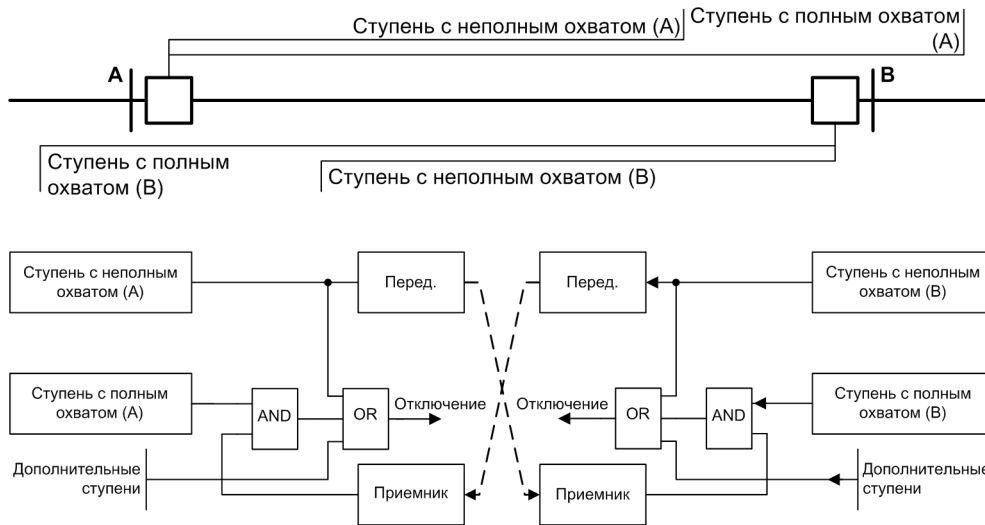 Ступень с неполным охватом (А)
Ступень с полным охватом
(А)
А
В
Ступень с полным
охватом (В)
Ступень с неполным охватом (В)
Ступень с неполным
охватом (А)
Перед.
Перед.
Ступень с неполным
охватом (В)
Ступень с полным
охватом (А)
AND
OR
Отключение
Отключение
OR
AND
Ступень с полным
охватом (В)
Дополнительные
ступени
Приемник
Приемник
Дополнительные
ступени